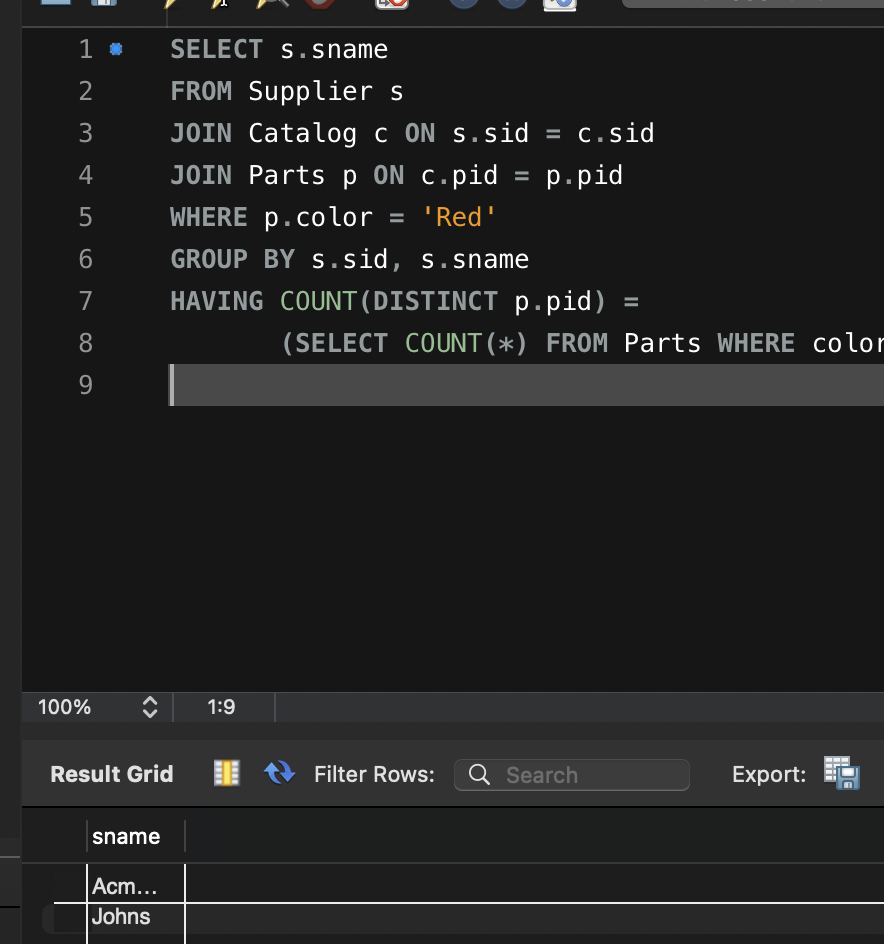 1 SELECT s.sname
2 FROM Supplier s
3 JOIN Catalog c ON s.sid = c.sid
4 JOIN Parts p ON c.pid = p.pid
5 WHERE p.color = 'Red'
6 GROUP BY s.sid, s.sname
7 HAVING COUNT(DISTINCT p.pid) =
8 (SELECT COUNT(*) FROM Parts WHERE color
9
100% 1:9
Result Grid Filter Rows: Search Export:
sname
Acm...
Johns